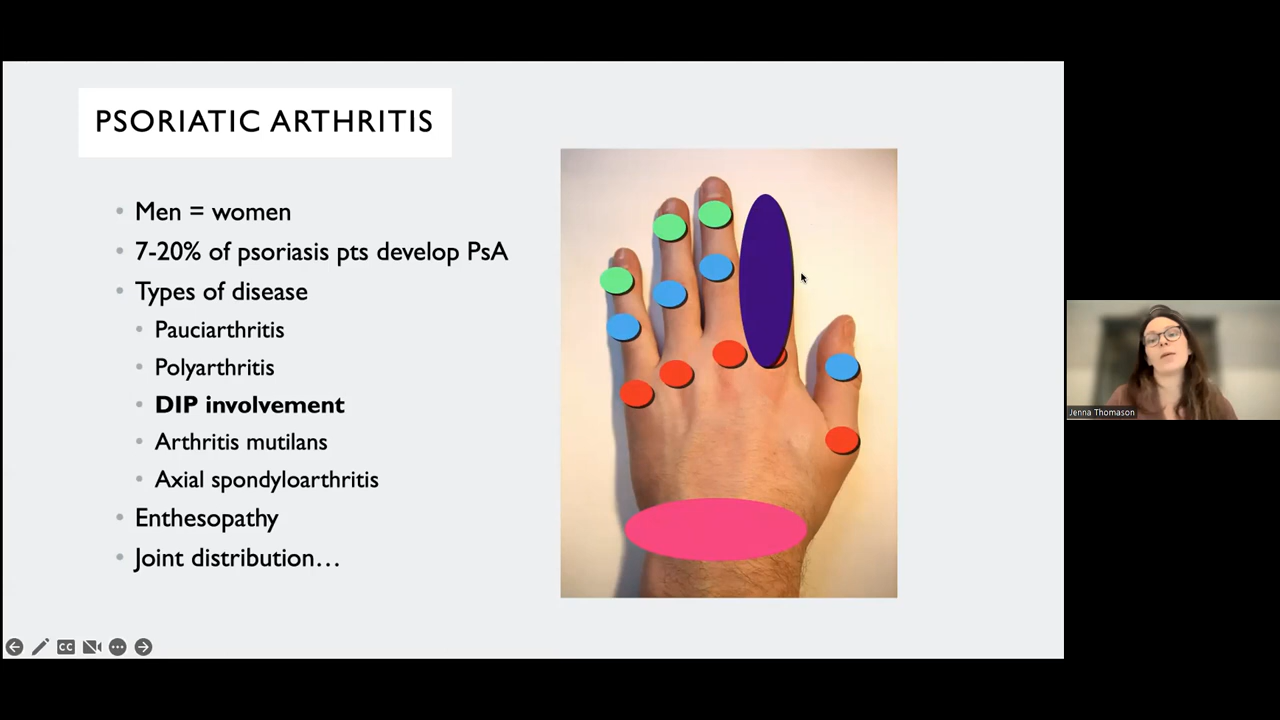 PSORIATIC ARTHRITIS
• Men = women
• 7-20% of psoriasis pts develop PsA
• Types of disease
• Pauciarthritis
• Polyarthritis
• DIP involvement
• Arthritis mutilans
• Axial spondyloarthritis
• Enthesopathy
• Joint distribution…
CC
Jenna Thomason